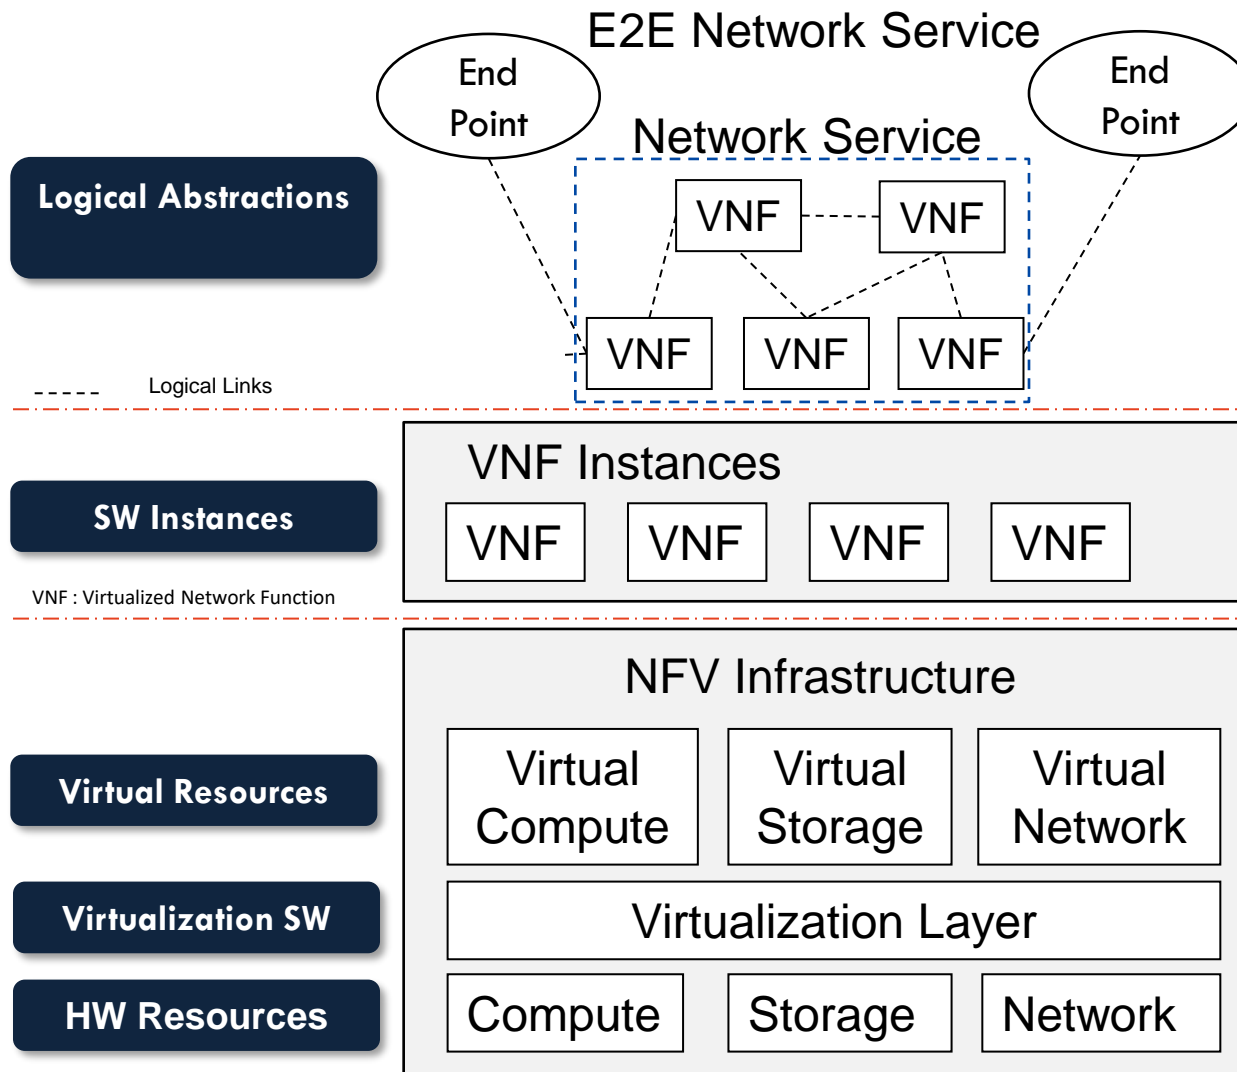 E2E Network Service
End
Point
End
Point
Network Service
Logical Abstractions
VNF
VNF
VNF
VNF
VNF
Logical Links
VNF Instances
SW Instances
VNF
VNF
VNF
VNF
VNF : Virtualized Network Function
NFV Infrastructure
Virtual Resources
Virtual
Compute
Virtual
Storage
Virtual
Network
Virtualization SW
Virtualization Layer
HW Resources
Compute
Storage
Network